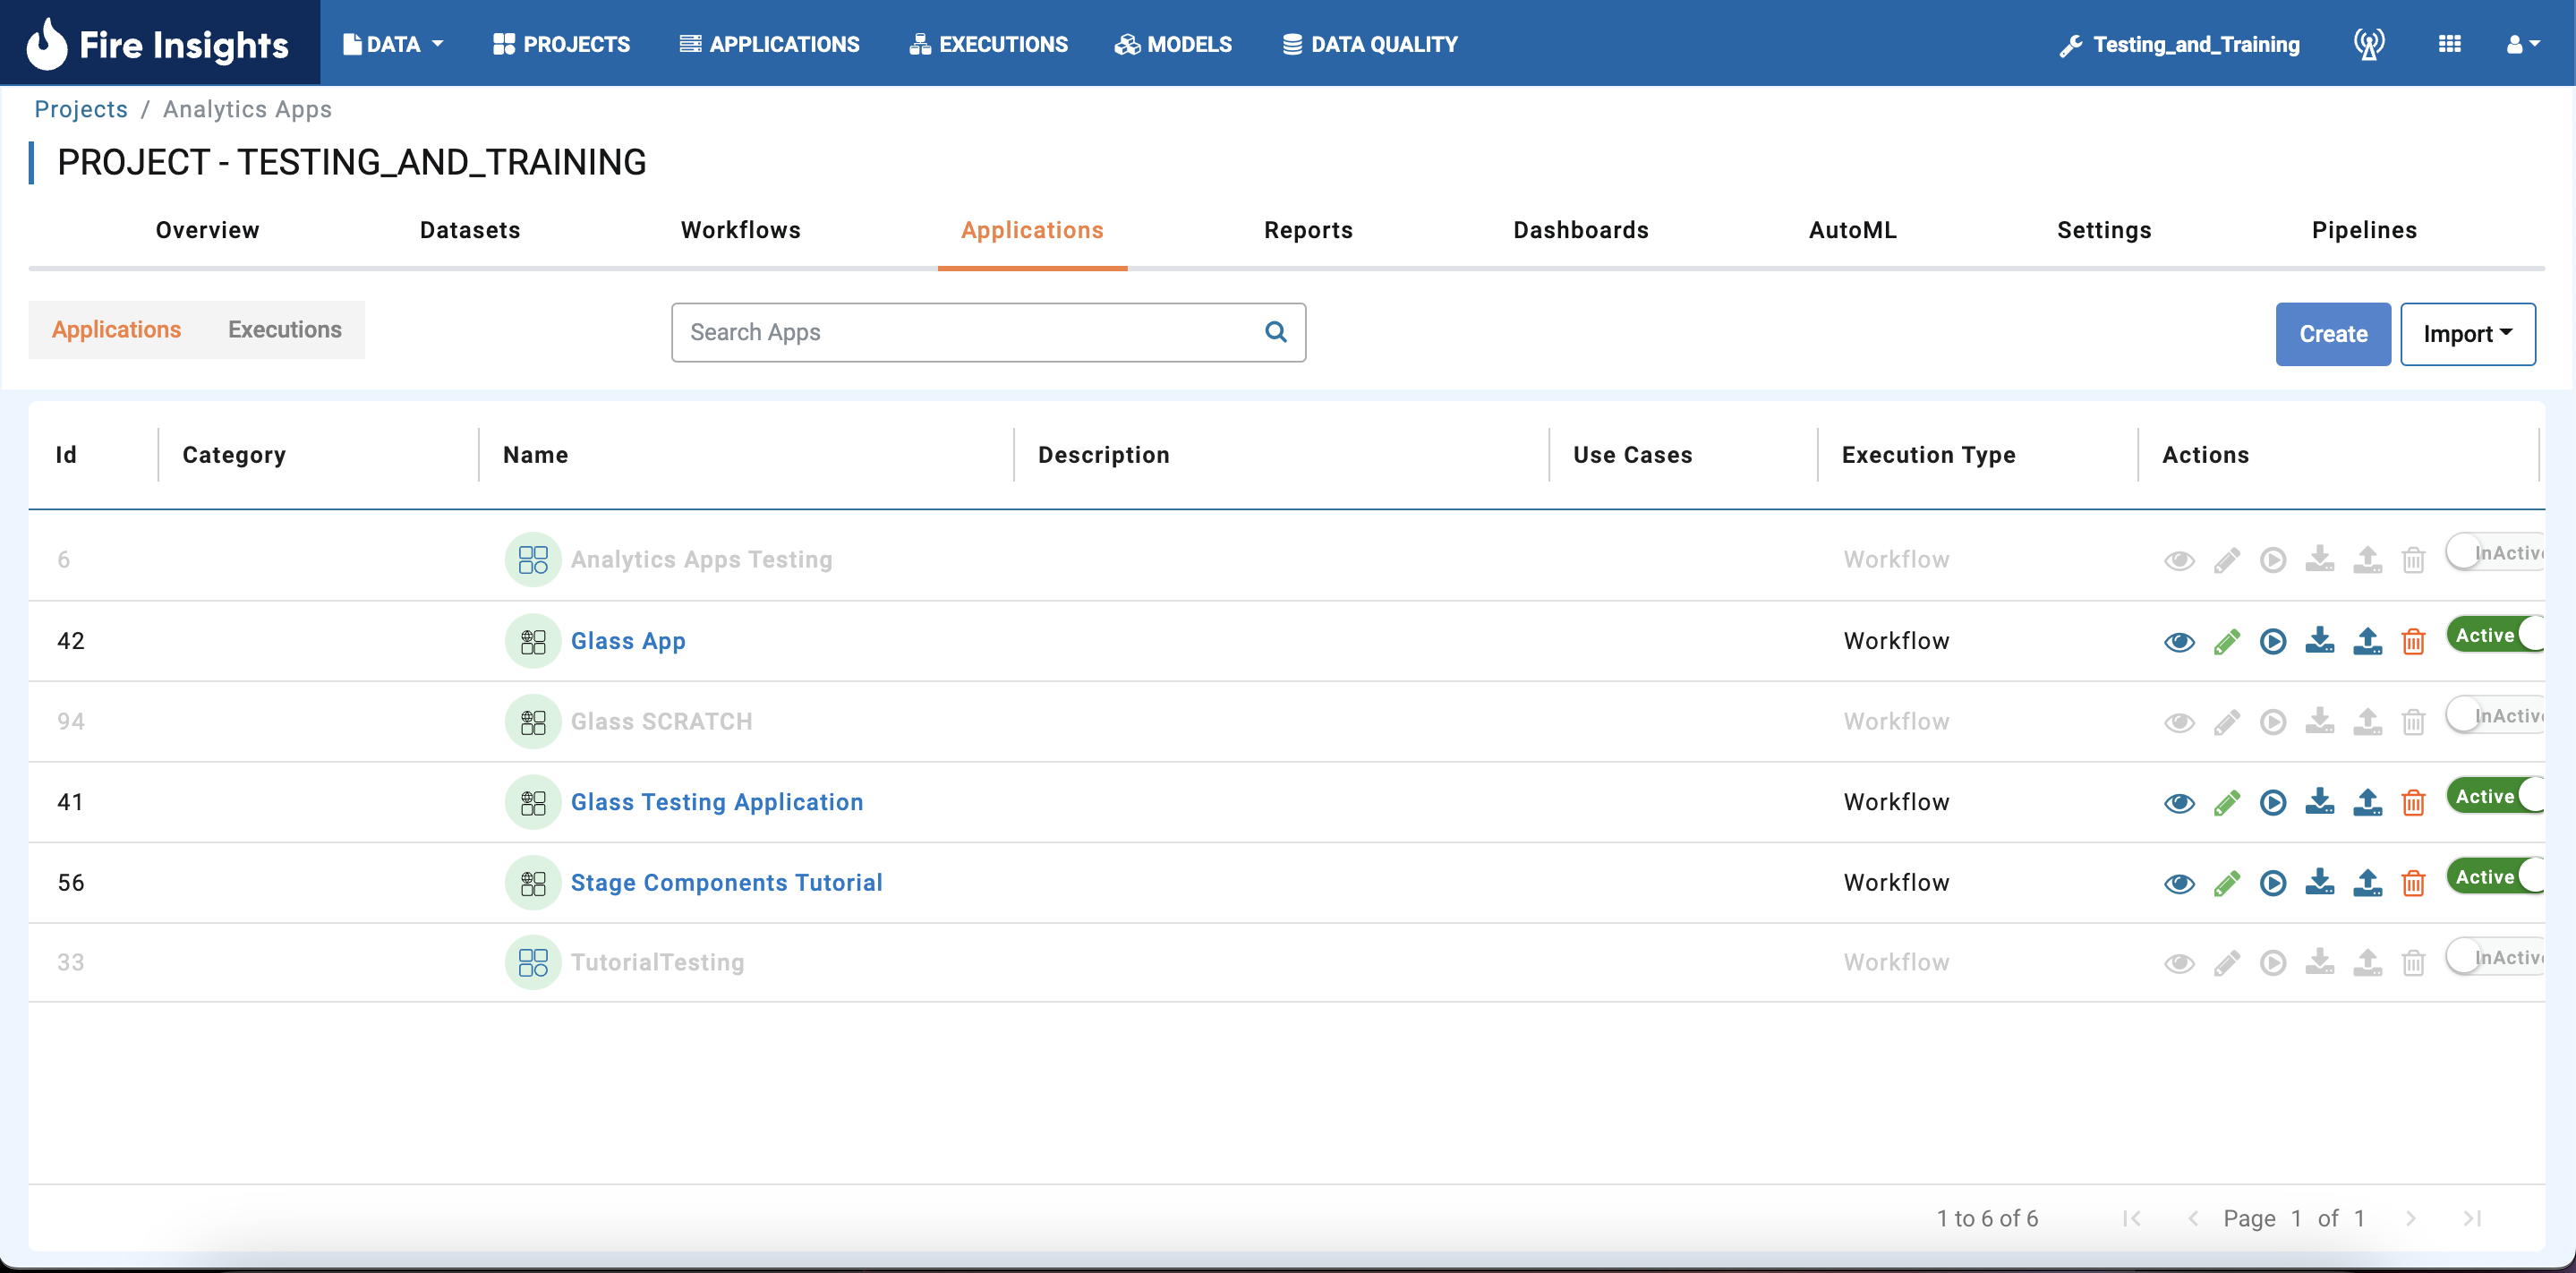 Fire Insights DATA PROJECTS APPLICATIONS EXECUTIONS MODELS DATA QUALITY Testing_and_Training
Projects / Analytics Apps
PROJECT - TESTING_AND_TRAINING
Overview Datasets Workflows Applications Reports Dashboards AutoML Settings Pipelines
Applications Executions Search Apps Create Import
Id Category Name Description Use Cases Execution Type Actions
6 Analytics Apps Testing Workflow InActive
42 Glass App Workflow Active
94 Glass SCRATCH Workflow InActive
41 Glass Testing Application Workflow Active
56 Stage Components Tutorial Workflow Active
33 TutorialTesting Workflow InActive
1 to 6 of 6 Page 1 of 1